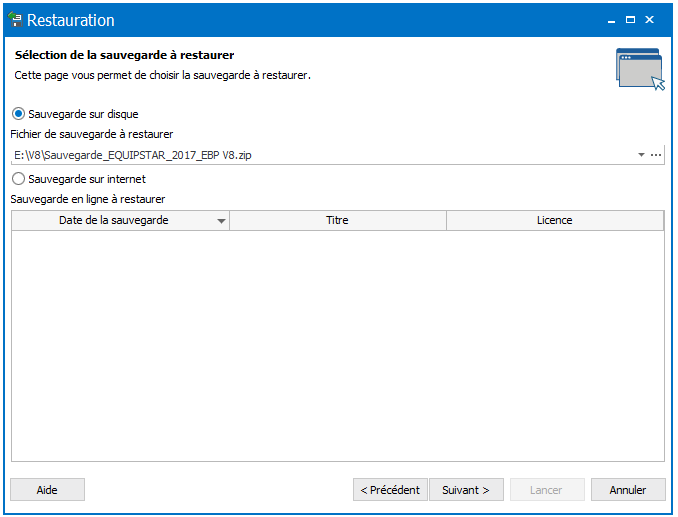 Restauration
Sélection de la sauvegarde à restaurer
Cette page vous permet de choisir la sauvegarde à restaurer.
Sauvegarde sur disque
Fichier de sauvegarde à restaurer
E:\V8\Sauvegarde_EQUIPSTAR_2017_EBP V8.zip
Sauvegarde sur internet
Sauvegarde en ligne à restaurer
Date de la sauvegarde Titre Licence
Aide < Précédent Suivant > Lancer Annuler